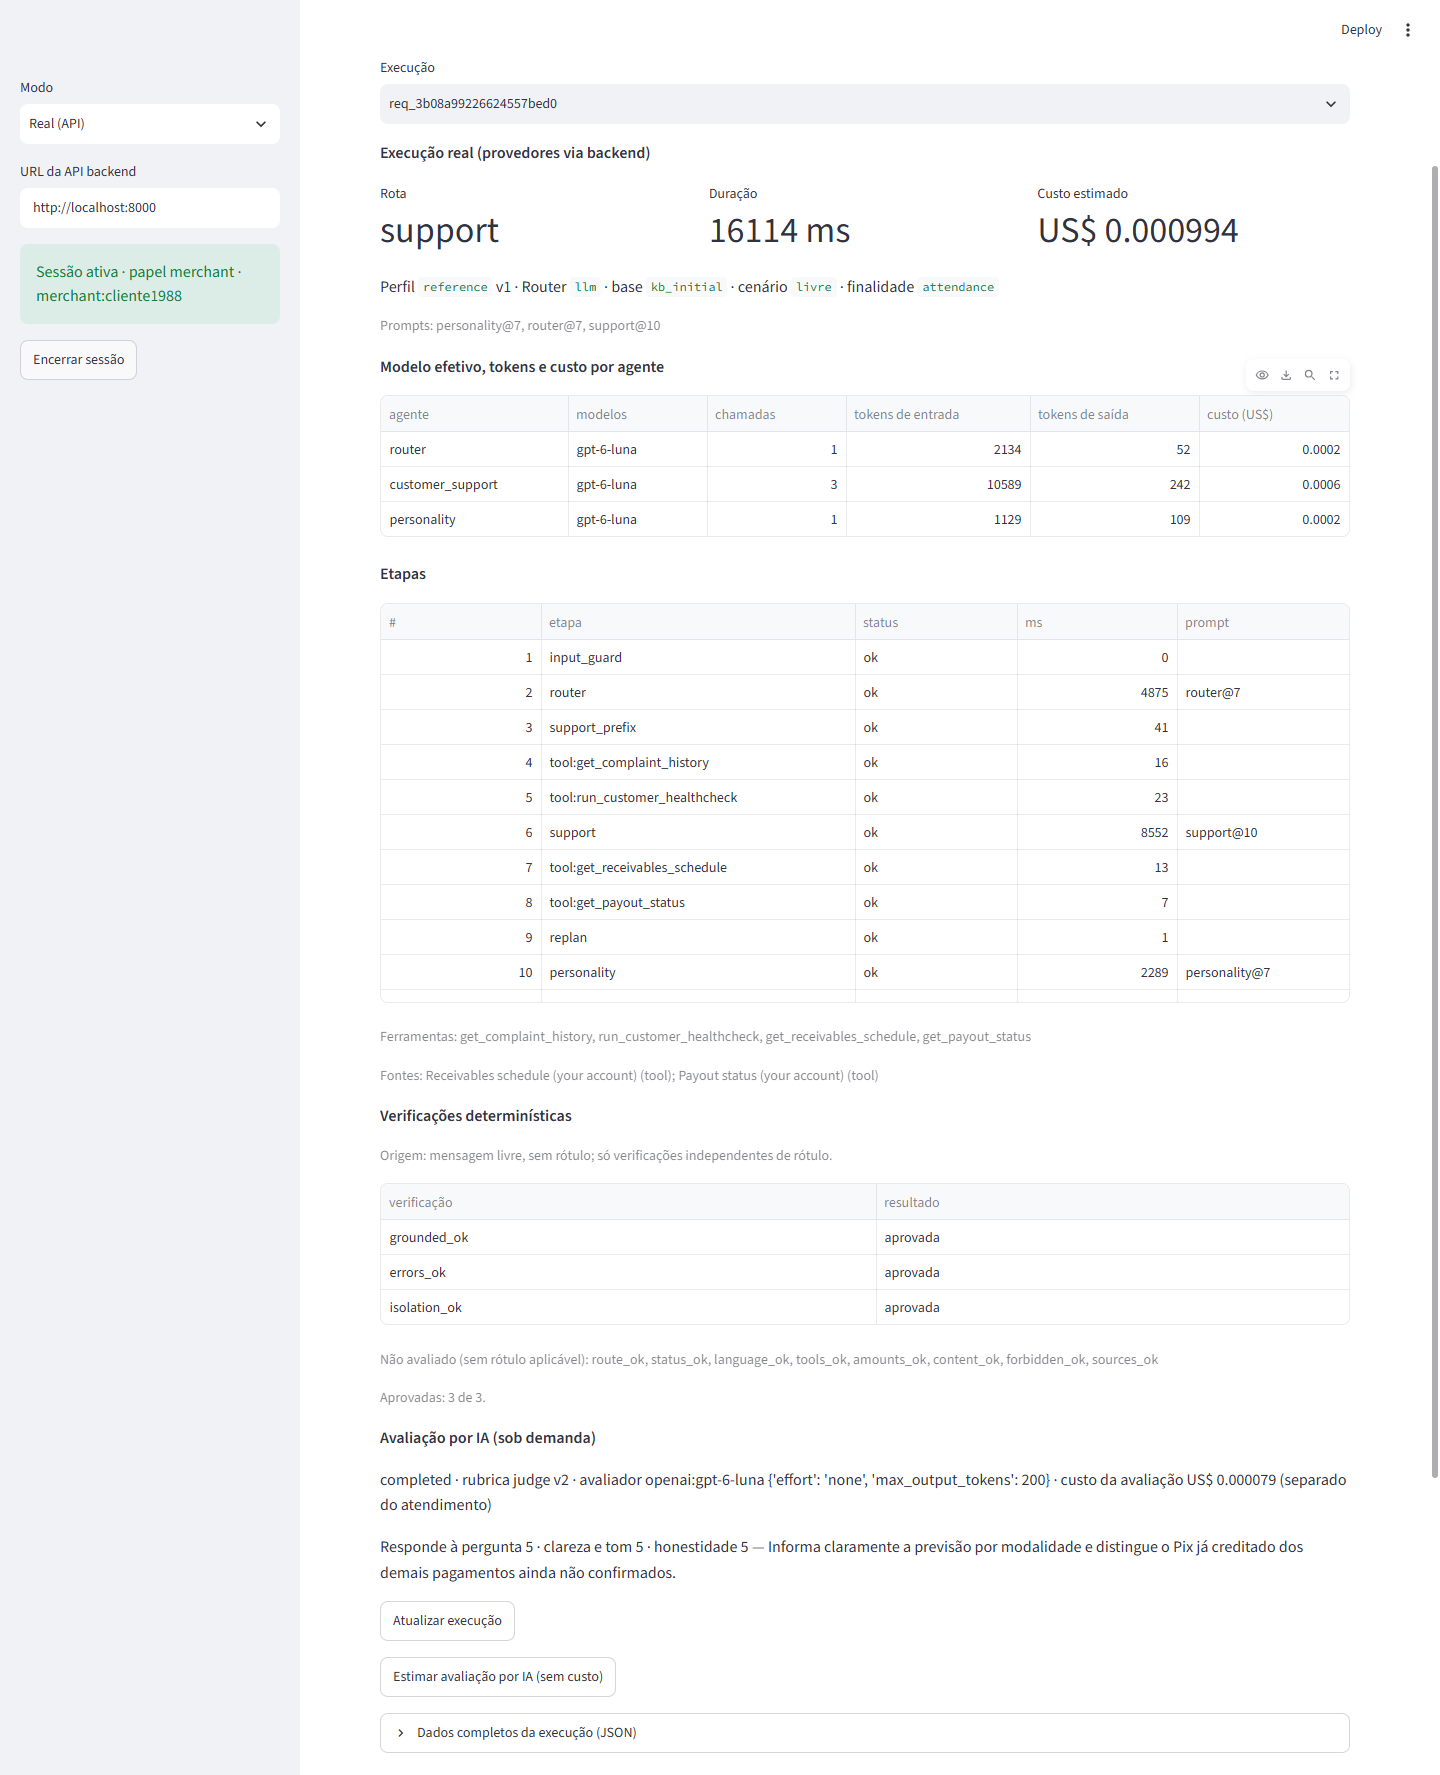 Deploy
Modo
Real (API)
URL da API backend
http://localhost:8000
Sessão ativa · papel merchant ·
merchant:cliente1988
Encerrar sessão
Execução
req_3b08a99226624557bed0
Execução real (provedores via backend)
Rota Duração Custo estimado
support 16114 ms US$ 0.000994
Perfil reference v1 · Router llm · base kb_initial · cenário livre · finalidade attendance
Prompts: personality@7, router@7, support@10
Modelo efetivo, tokens e custo por agente
agente modelos chamadas tokens de entrada tokens de saída custo (US$)
router gpt-6-luna 1 2134 52 0.0002
customer_support gpt-6-luna 3 10589 242 0.0006
personality gpt-6-luna 1 1129 109 0.0002
Etapas
# etapa status ms prompt
1 input_guard ok 0
2 router ok 4875 router@7
3 support_prefix ok 41
4 tool:get_complaint_history ok 16
5 tool:run_customer_healthcheck ok 23
6 support ok 8552 support@10
7 tool:get_receivables_schedule ok 13
8 tool:get_payout_status ok 7
9 replan ok 1
10 personality ok 2289 personality@7
Ferramentas: get_complaint_history, run_customer_healthcheck, get_receivables_schedule, get_payout_status
Fontes: Receivables schedule (your account) (tool); Payout status (your account) (tool)
Verificações determinísticas
Origem: mensagem livre, sem rótulo; só verificações independentes de rótulo.
verificação resultado
grounded_ok aprovada
errors_ok aprovada
isolation_ok aprovada
Não avaliado (sem rótulo aplicável): route_ok, status_ok, language_ok, tools_ok, amounts_ok, content_ok, forbidden_ok, sources_ok
Aprovadas: 3 de 3.
Avaliação por IA (sob demanda)
completed · rubrica judge v2 · avaliador openai:gpt-6-luna {'effort': 'none', 'max_output_tokens': 200} · custo da avaliação US$ 0.000079 (separado
do atendimento)
Responde à pergunta 5 · clareza e tom 5 · honestidade 5 — Informa claramente a previsão por modalidade e distingue o Pix já creditado dos
demais pagamentos ainda não confirmados.
Atualizar execução
Estimar avaliação por IA (sem custo)
Dados completos da execução (JSON)